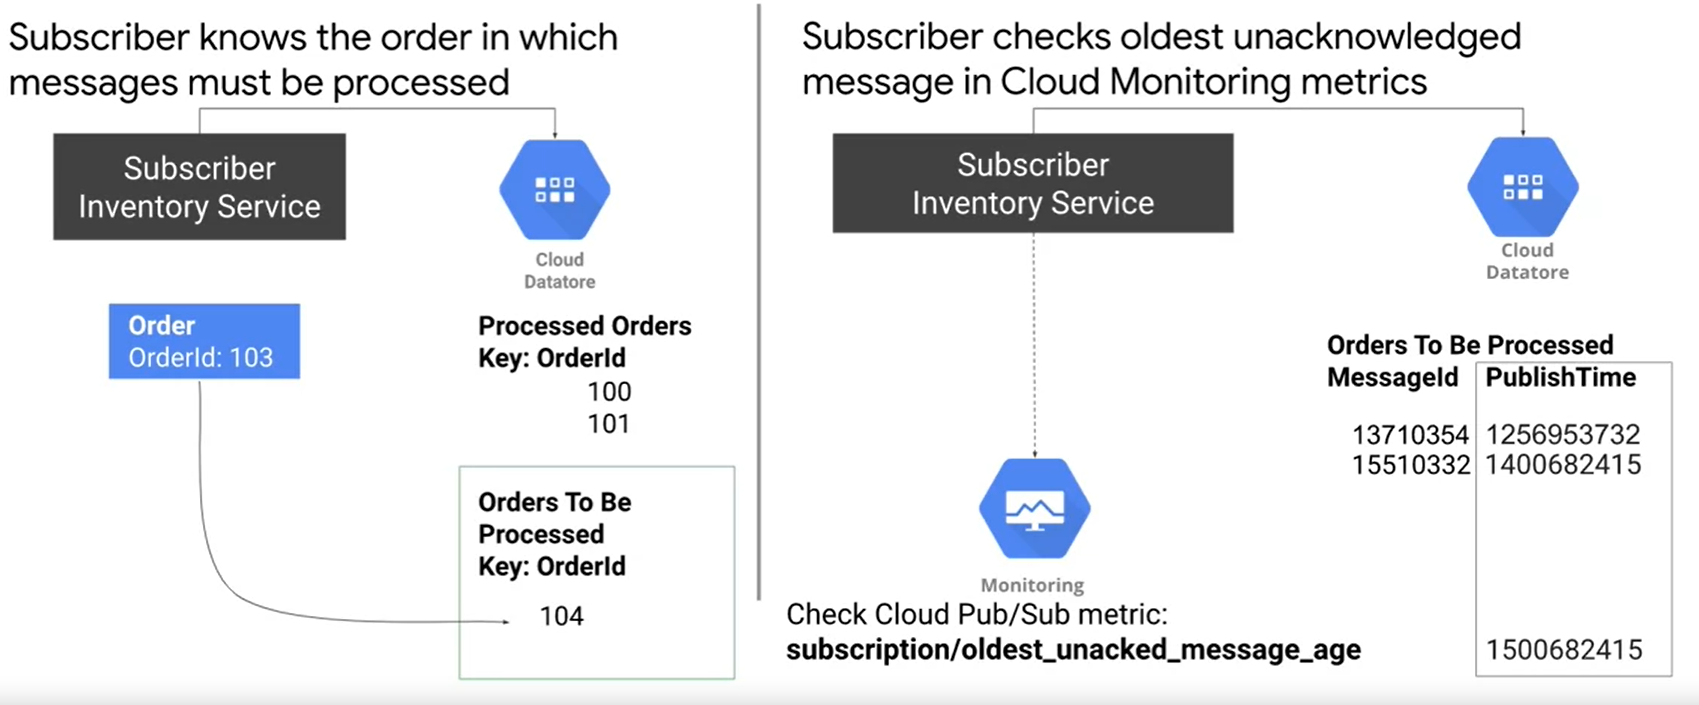 Subscriber knows the order in which
messages must be processed
Subscriber
Inventory Service
Cloud
Datatore
Order
OrderId: 103
Processed Orders
Key: OrderId
100
101
Orders To Be
Processed
Key: OrderId
104
Subscriber checks oldest unacknowledged
message in Cloud Monitoring metrics
Subscriber
Inventory Service
Cloud
Datatore
Orders To Be Processed
MessageId PublishTime
13710354 1256953732
15510332 1400682415
1500682415
Monitoring
Check Cloud Pub/Sub metric:
subscription/oldest_unacked_message_age